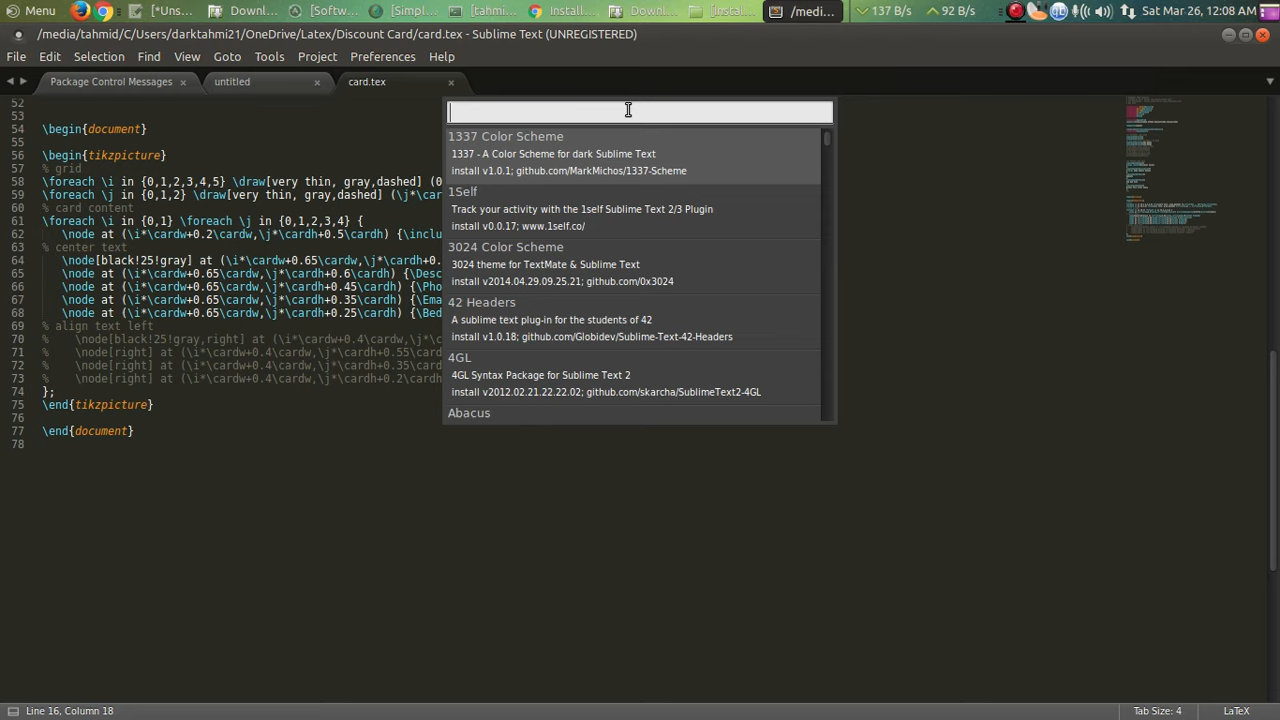 Menu [*Uns... Downl... [Softw... [Simpl... [tahmi... Install... Downl... [Install... /medi... 137 B/s 92 B/s Sat Mar 26, 12:08 AM
/media/tahmid/C/Users/darktahmi21/OneDrive/Latex/Discount Card/card.tex - Sublime Text (UNREGISTERED)
File Edit Selection Find View Goto Tools Project Preferences Help
Package Control Messages untitled card.tex
52
53
54 \begin{document}
55
56 \begin{tikzpicture}
57 % grid
58 \foreach \i in {0,1,2,3,4,5} \draw[very thin, gray,dashed] (0
59 \foreach \j in {0,1,2} \draw[very thin, gray,dashed] (\j*\car
60 % card content
61 \foreach \i in {0,1} \foreach \j in {0,1,2,3,4} {
62 \node at (\i*\cardw+0.2\cardw,\j*\cardh+0.5\cardh) {\inclu
63 % center text
64 \node[black!25!gray] at (\i*\cardw+0.65\cardw,\j*\cardh+0.
65 \node at (\i*\cardw+0.65\cardw,\j*\cardh+0.6\cardh) {\Desc
66 \node at (\i*\cardw+0.65\cardw,\j*\cardh+0.45\cardh) {\Pho
67 \node at (\i*\cardw+0.65\cardw,\j*\cardh+0.35\cardh) {\Ema
68 \node at (\i*\cardw+0.65\cardw,\j*\cardh+0.25\cardh) {\Bed
69 % align text left
70 % \node[black!25!gray,right] at (\i*\cardw+0.4\cardw,\j*\c
71 % \node[right] at (\i*\cardw+0.4\cardw,\j*\cardh+0.55\card
72 % \node[right] at (\i*\cardw+0.4\cardw,\j*\cardh+0.35\card
73 % \node[right] at (\i*\cardw+0.4\cardw,\j*\cardh+0.2\cardh
74 };
75 \end{tikzpicture}
76
77 \end{document}
78
1337 Color Scheme
1337 - A Color Scheme for dark Sublime Text
install v1.0.1; github.com/MarkMichos/1337-Scheme
1Self
Track your activity with the 1self Sublime Text 2/3 Plugin
install v0.0.17; www.1self.co/
3024 Color Scheme
3024 theme for TextMate & Sublime Text
install v2014.04.29.09.25.21; github.com/0x3024
42 Headers
A sublime text plug-in for the students of 42
install v1.0.18; github.com/Globidev/Sublime-Text-42-Headers
4GL
4GL Syntax Package for Sublime Text 2
install v2012.02.21.22.22.02; github.com/skarcha/SublimeText2-4GL
Abacus
Line 16, Column 18 Tab Size: 4 LaTeX